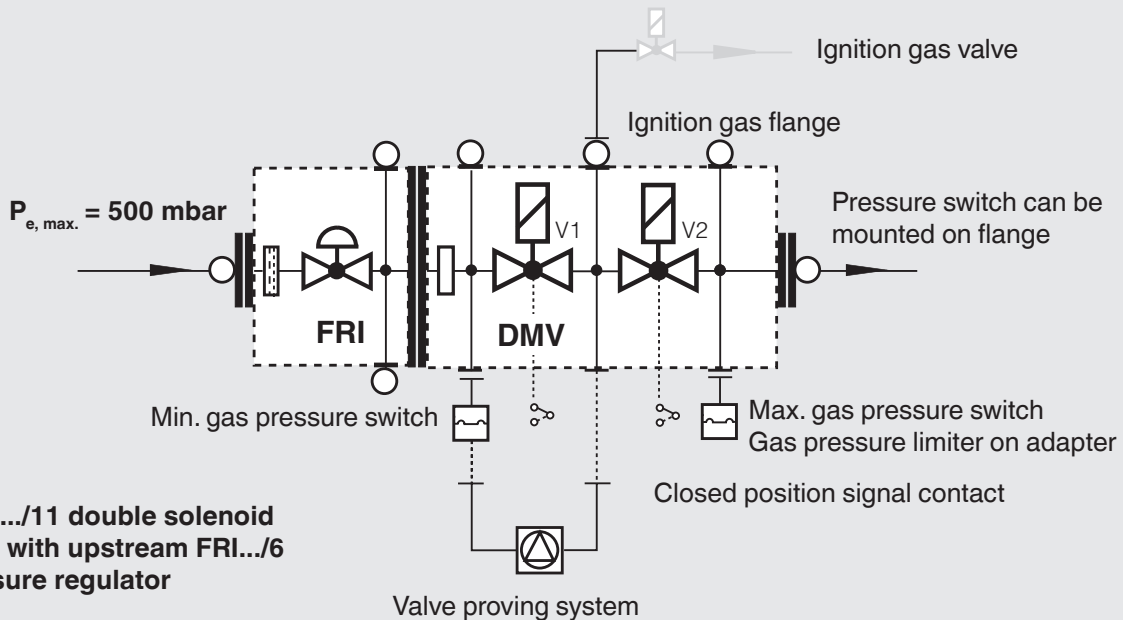 Ignition gas valve
Ignition gas flange
Pe, max. = 500 mbar
Pressure switch can be
mounted on flange
V1
V2
FRI
DMV
Min. gas pressure switch
Max. gas pressure switch
Gas pressure limiter on adapter
Closed position signal contact
.../11 double solenoid
with upstream FRI.../6
Valve proving system